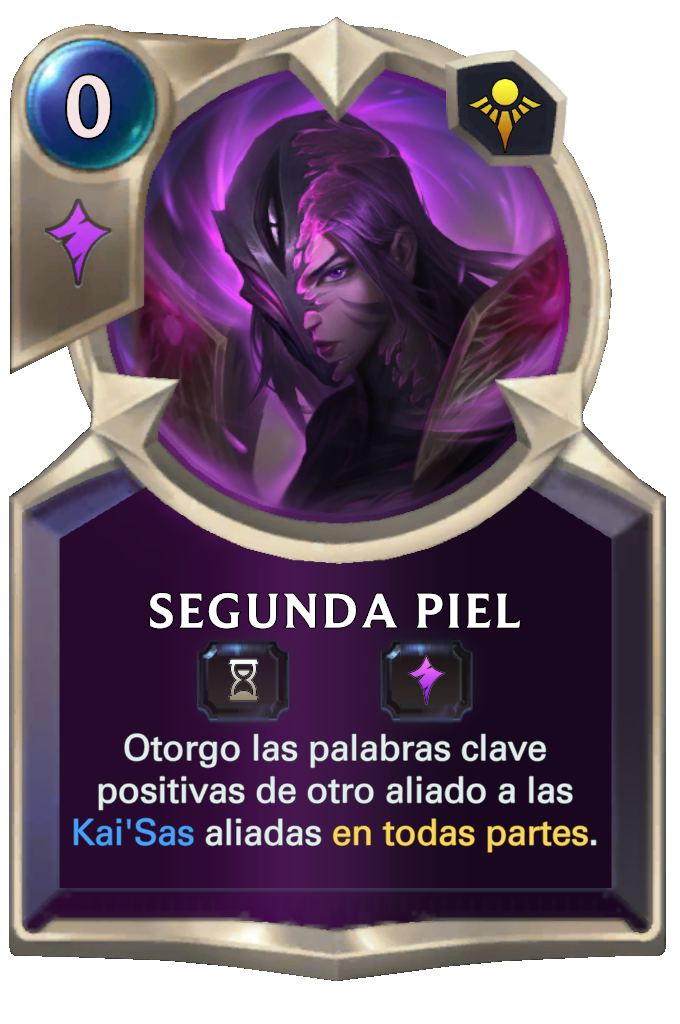 0
SEGUNDA PIEL
Otorgo las palabras clave
positivas de otro aliado a las
Kai'Sas aliadas en todas partes.